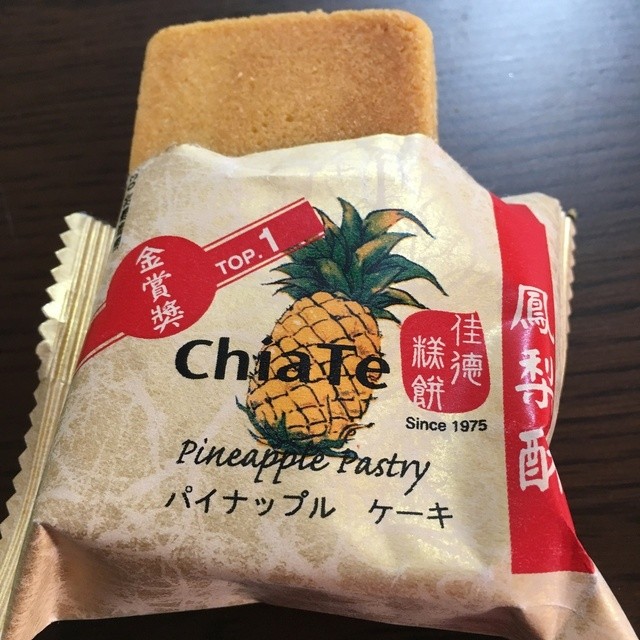 金賞獎
TOP.1
ChiaTe
佳德
糕餅
Since 1975
Pineapple Pastry
パイナップル ケーキ
鳳梨酥